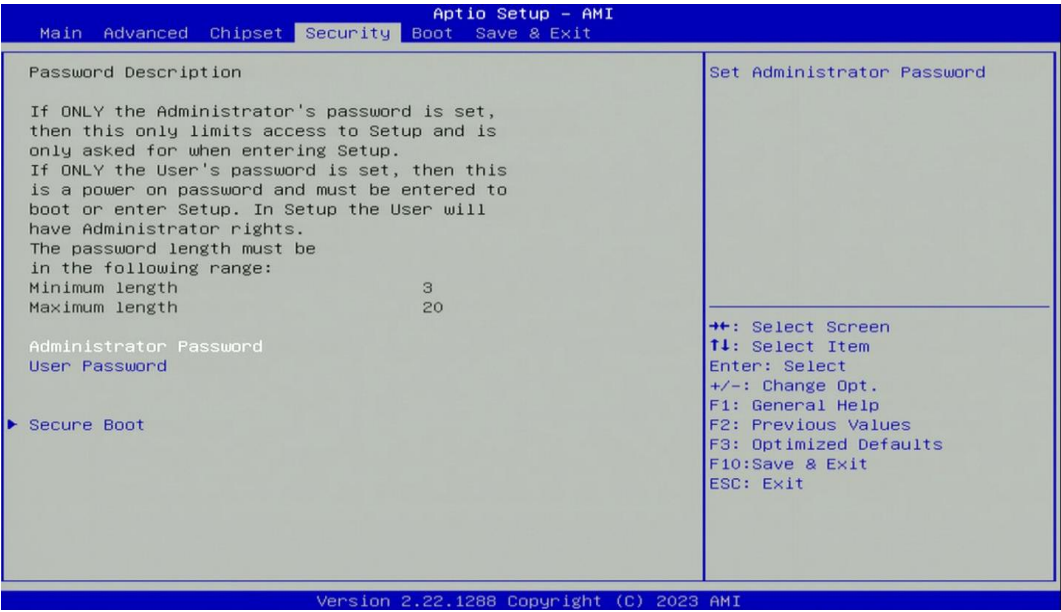 Aptio Setup – AMI
Main Advanced Chipset Security Boot Save & Exit
Password Description
If ONLY the Administrator's password is set,
then this only limits access to Setup and is
only asked for when entering Setup.
If ONLY the User's password is set, then this
is a power on password and must be entered to
boot or enter Setup. In Setup the User will
have Administrator rights.
The password length must be
in the following range:
Minimum length 3
Maximum length 20
Administrator Password
User Password
► Secure Boot
Set Administrator Password
→←: Select Screen
↑↓: Select Item
Enter: Select
+/-: Change Opt.
F1: General Help
F2: Previous Values
F3: Optimized Defaults
F10:Save & Exit
ESC: Exit
Version 2.22.1288 Copyright (C) 2023 AMI